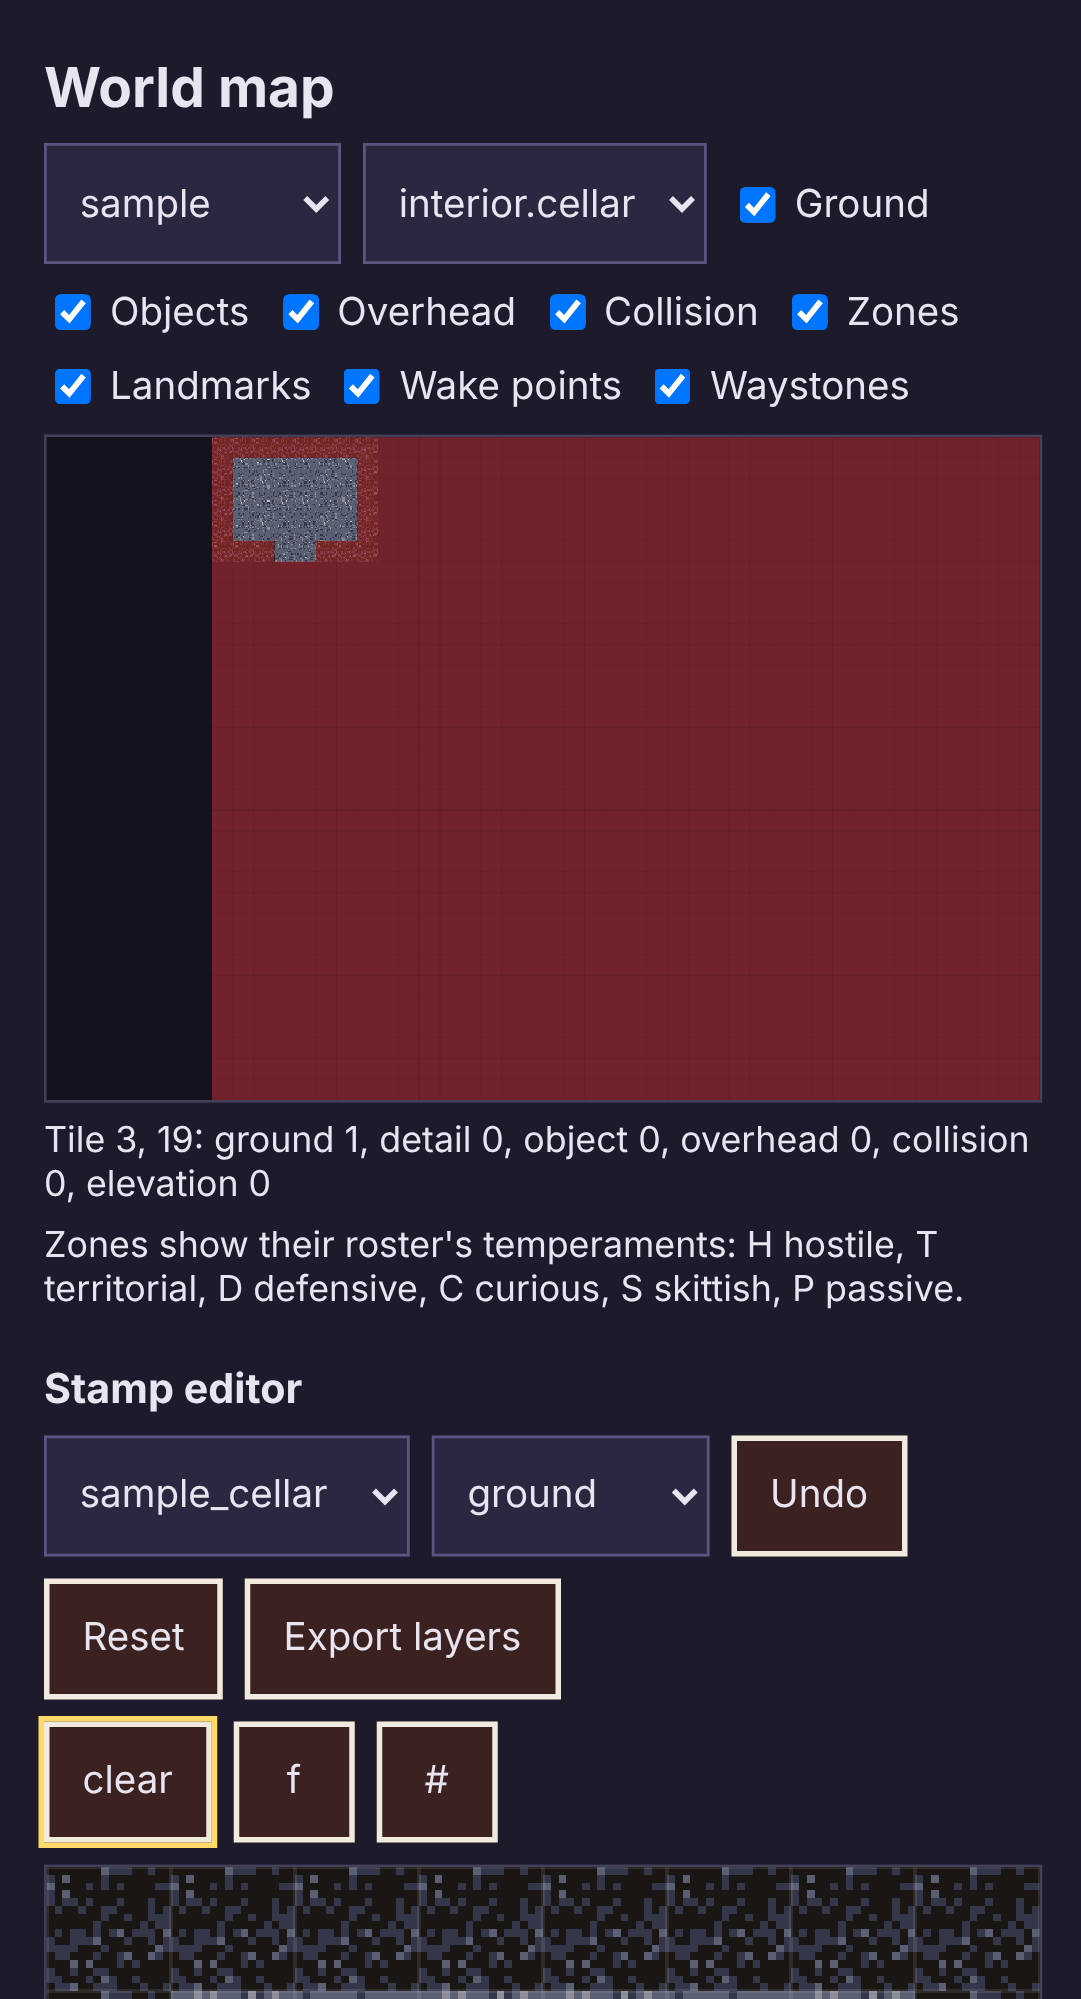 World map
sample interior.cellar Ground
Objects Overhead Collision Zones
Landmarks Wake points Waystones
Tile 3, 19: ground 1, detail 0, object 0, overhead 0, collision
0, elevation 0
Zones show their roster's temperaments: H hostile, T
territorial, D defensive, C curious, S skittish, P passive.
Stamp editor
sample_cellar ground Undo
Reset Export layers
clear f #